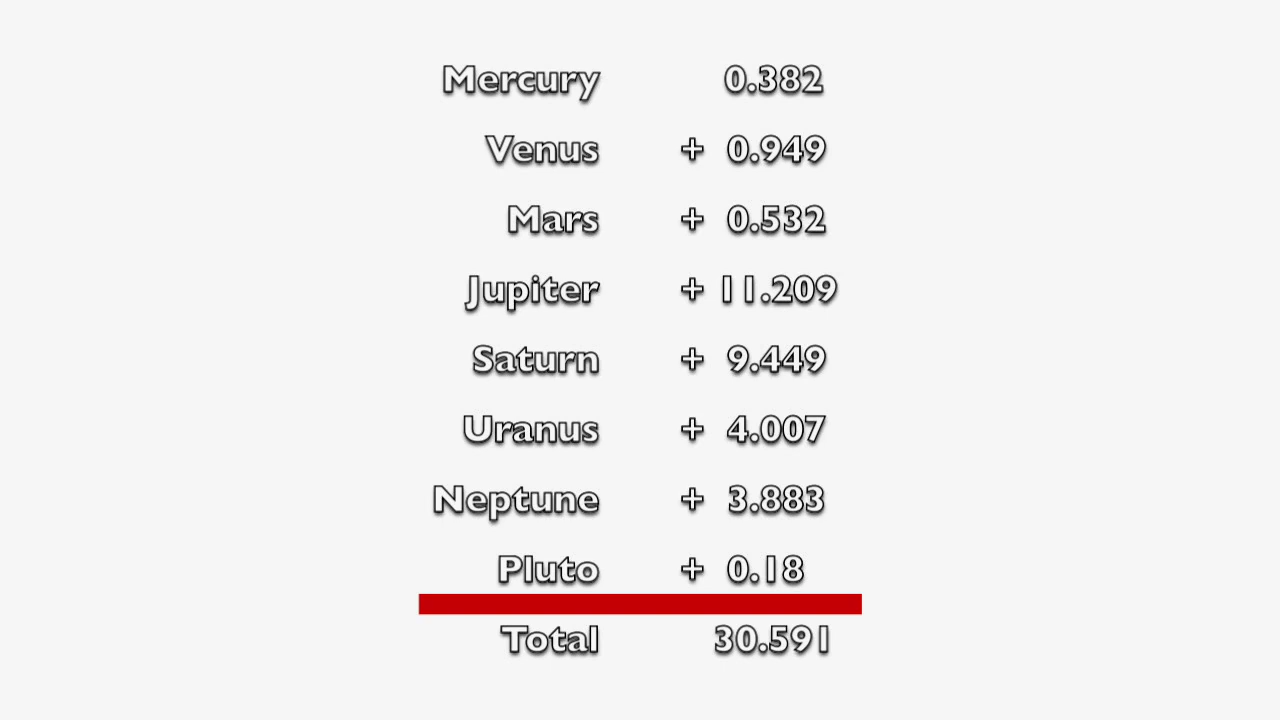 Mercury 0.382
Venus + 0.949
Mars + 0.532
Jupiter + 11.209
Saturn + 9.449
Uranus + 4.007
Neptune + 3.883
Pluto + 0.18
Total 30.591